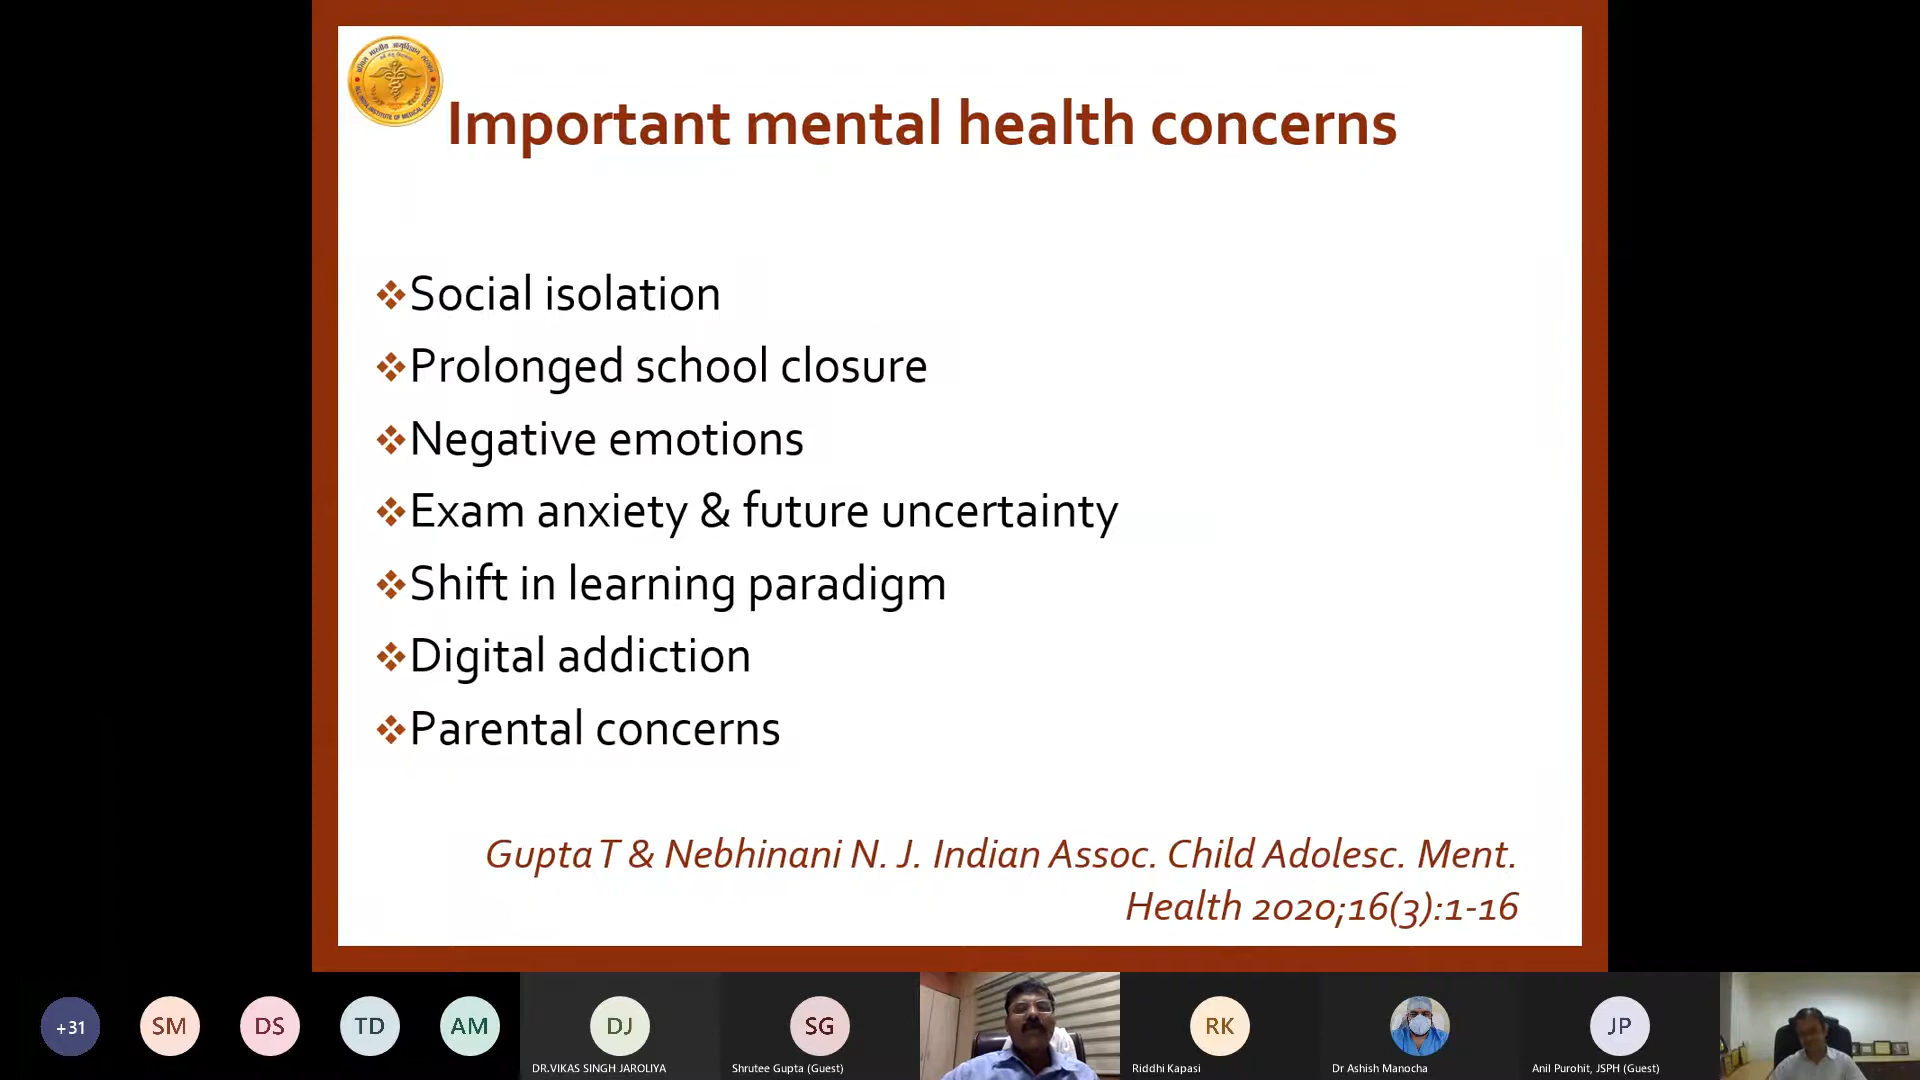 Important mental health concerns
Social isolation
Prolonged school closure
Negative emotions
Exam anxiety & future uncertainty
Shift in learning paradigm
Digital addiction
Parental concerns
Gupta T & Nebhinani N. J. Indian Assoc. Child Adolesc. Ment.
Health 2020;16(3):1-16
+31
SM
DS
TD
AM
DJ
DR.VIKAS SINGH JAROLIYA
SG
Shrutee Gupta (Guest)
RK
Riddhi Kapasi
Dr Ashish Manocha
JP
Anil Purohit, JSPH (Guest)